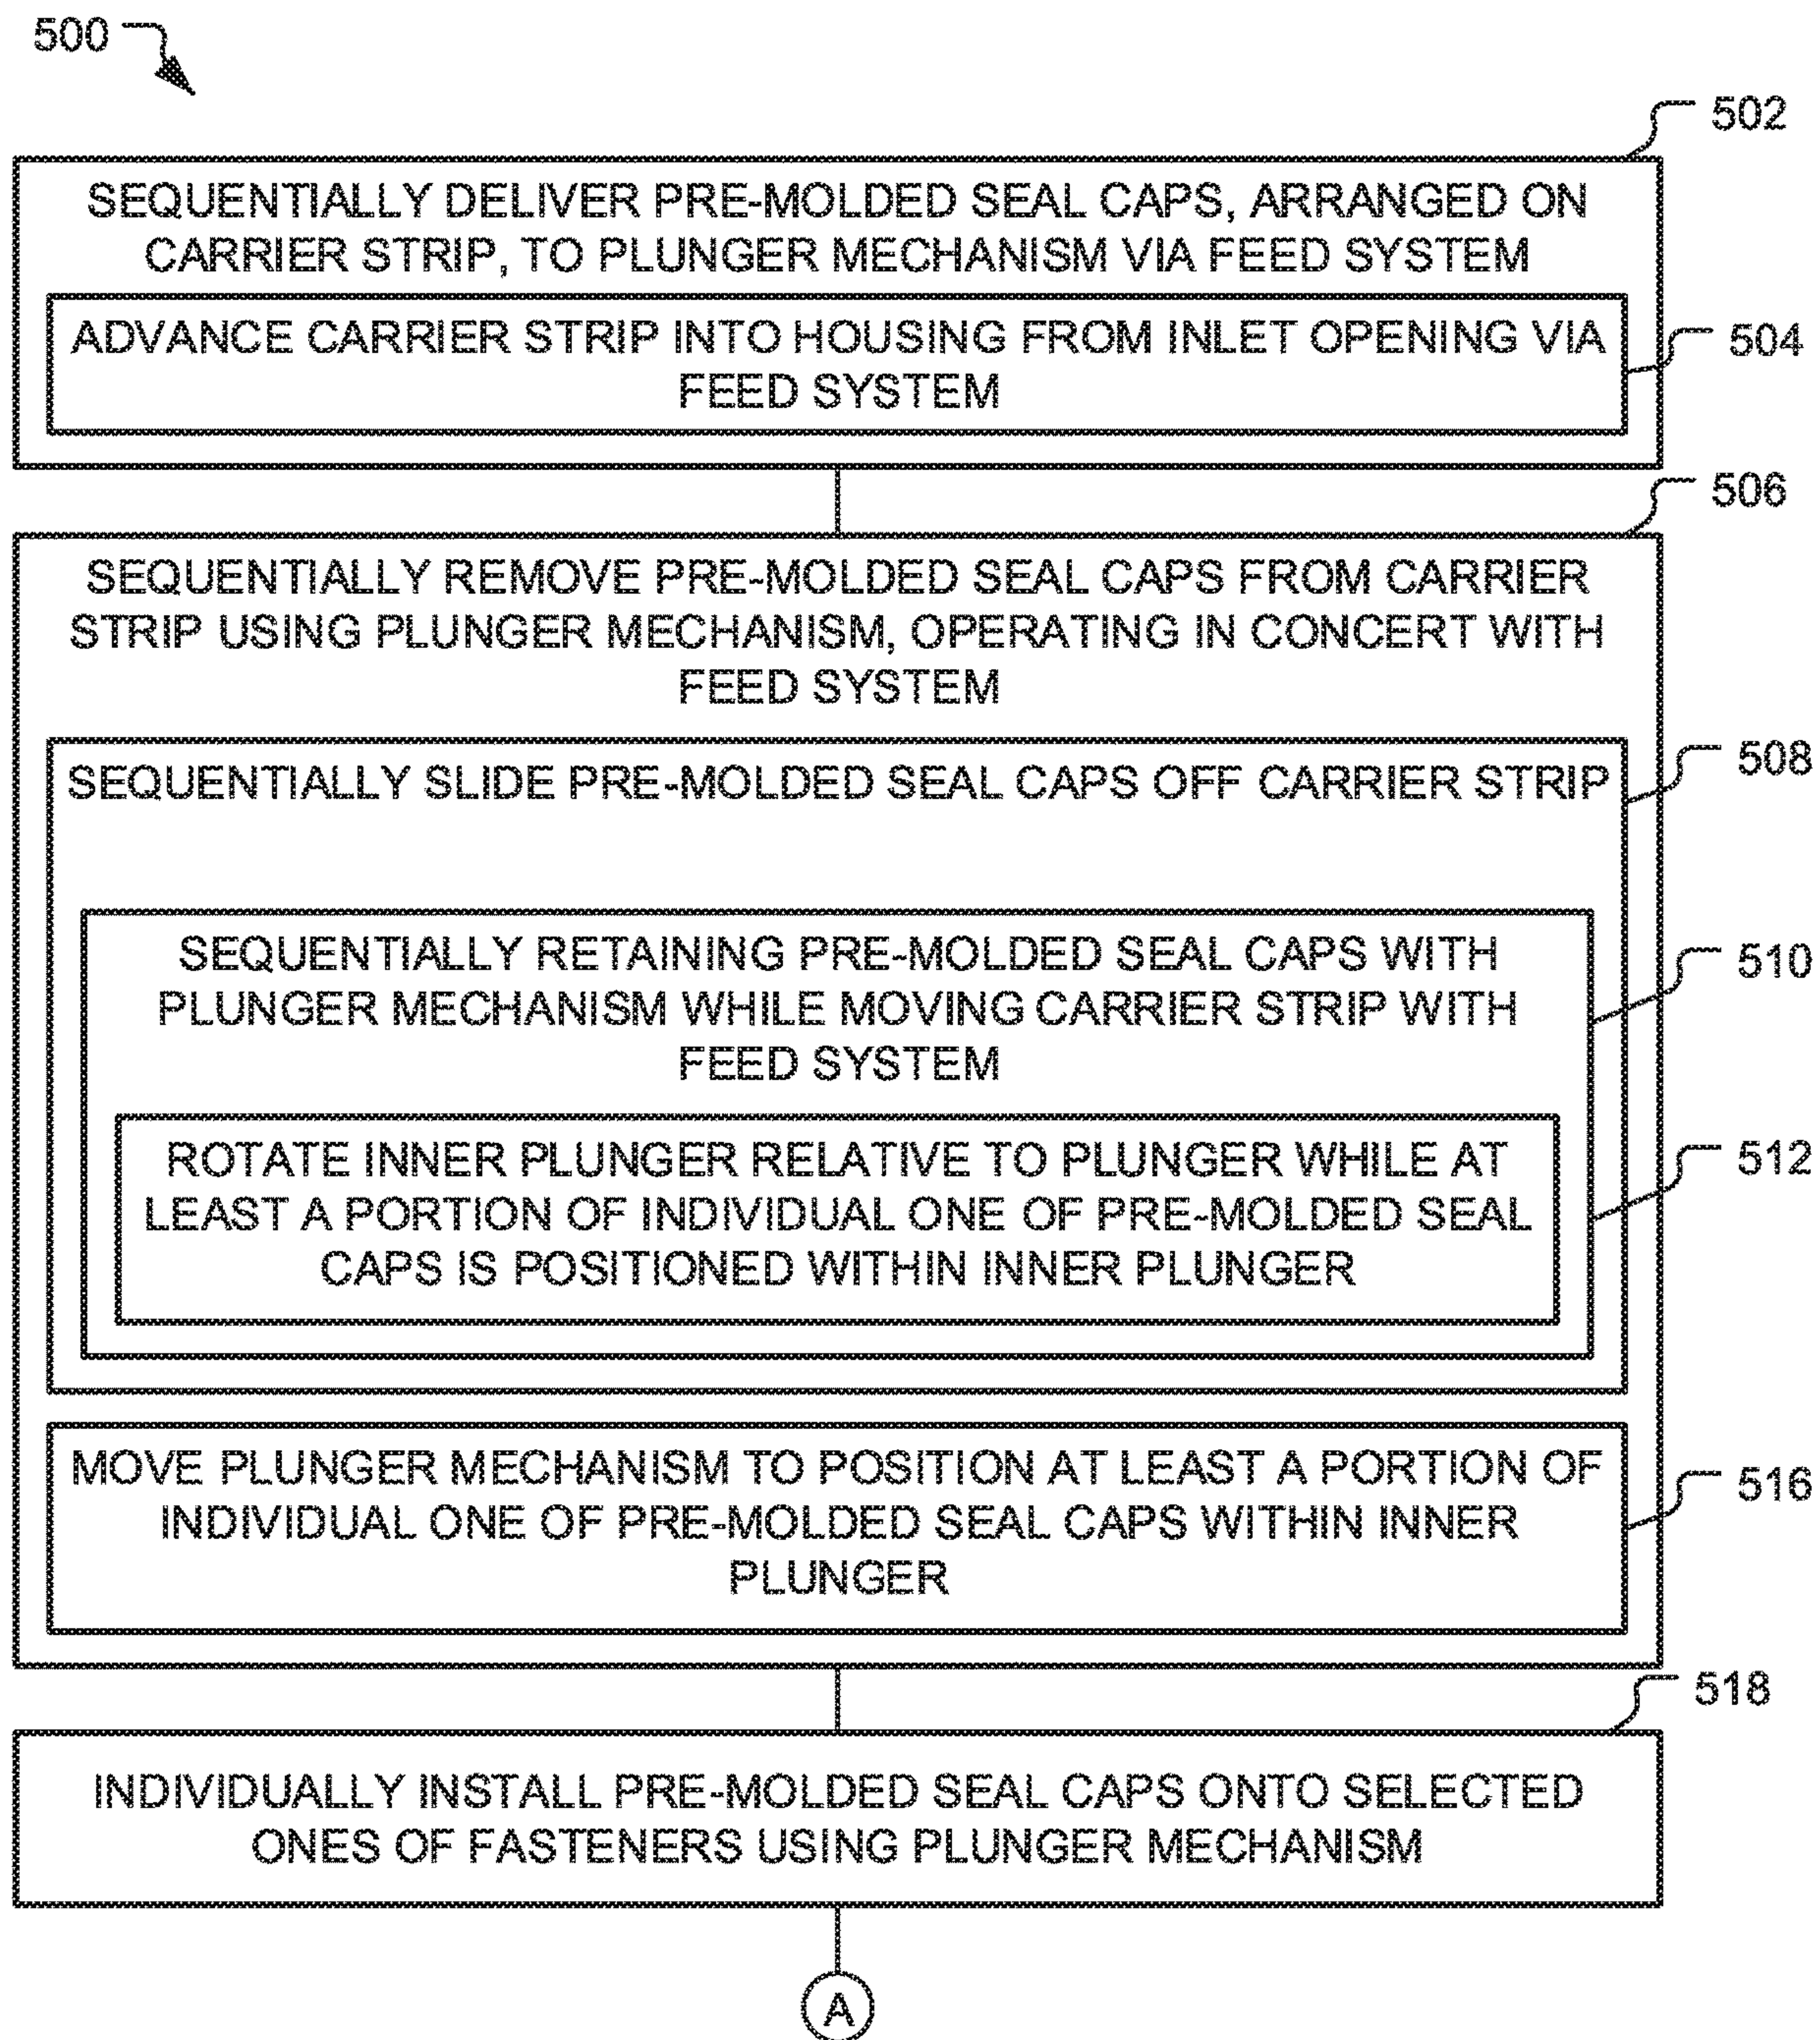 500
502
SEQUENTIALLY DELIVER PRE-MOLDED SEAL CAPS, ARRANGED ON
CARRIER STRIP, TO PLUNGER MECHANISM VIA FEED SYSTEM
ADVANCE CARRIER STRIP INTO HOUSING FROM INLET OPENING VIA
FEED SYSTEM
504
506
SEQUENTIALLY REMOVE PRE-MOLDED SEAL CAPS FROM CARRIER
STRIP USING PLUNGER MECHANISM, OPERATING IN CONCERT WITH
FEED SYSTEM
SEQUENTIALLY SLIDE PRE-MOLDED SEAL CAPS OFF CARRIER STRIP
508
SEQUENTIALLY RETAINING PRE-MOLDED SEAL CAPS WITH
PLUNGER MECHANISM WHILE MOVING CARRIER STRIP WITH
FEED SYSTEM
510
ROTATE INNER PLUNGER RELATIVE TO PLUNGER WHILE AT
LEAST A PORTION OF INDIVIDUAL ONE OF PRE-MOLDED SEAL
CAPS IS POSITIONED WITHIN INNER PLUNGER
512
MOVE PLUNGER MECHANISM TO POSITION AT LEAST A PORTION OF
INDIVIDUAL ONE OF PRE-MOLDED SEAL CAPS WITHIN INNER
PLUNGER
516
518
INDIVIDUALLY INSTALL PRE-MOLDED SEAL CAPS ONTO SELECTED
ONES OF FASTENERS USING PLUNGER MECHANISM
A